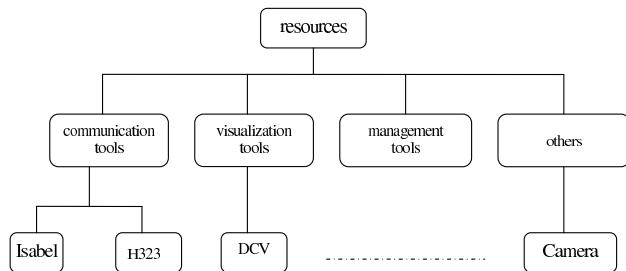 resources
communication
tools
visualization
tools
management
tools
others
Isabel
H323
DCV
Camera